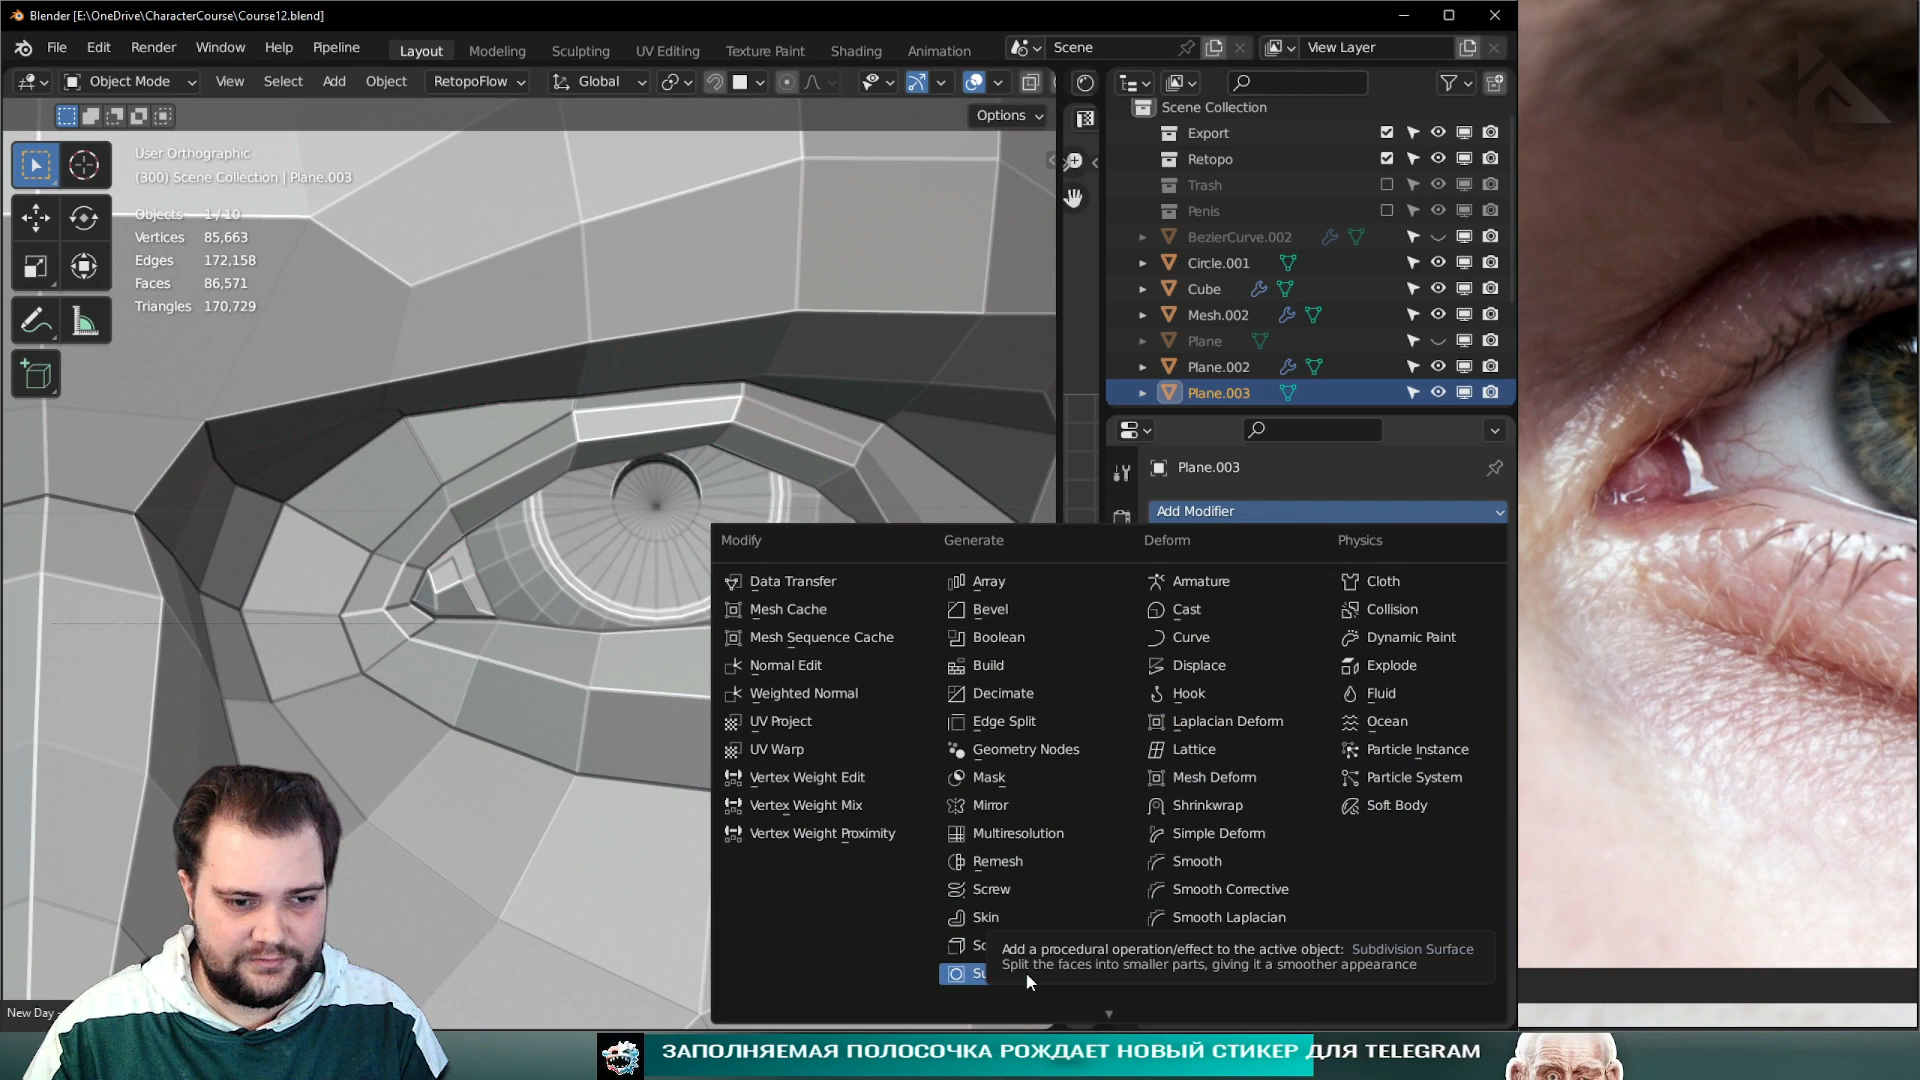 Blender [E:\OneDrive\CharacterCourse\Course12.blend]
File Edit Render Window Help Pipeline Layout Modeling Sculpting UV Editing Texture Paint Shading Animation Scene View Layer
Object Mode View Select Add Object RetopoFlow Global
Options
User Orthographic
(300) Scene Collection | Plane.003
Objects 1/10
Vertices 85,663
Edges 172,158
Faces 86,571
Triangles 170,729
Scene Collection
Export
Retopo
Trash
Penis
BezierCurve.002
Circle.001
Cube
Mesh.002
Plane
Plane.002
Plane.003
Plane.003
Add Modifier
Modify
Data Transfer
Mesh Cache
Mesh Sequence Cache
Normal Edit
Weighted Normal
UV Project
UV Warp
Vertex Weight Edit
Vertex Weight Mix
Vertex Weight Proximity
Generate
Array
Bevel
Boolean
Build
Decimate
Edge Split
Geometry Nodes
Mask
Mirror
Multiresolution
Remesh
Screw
Skin
So
Su
Deform
Armature
Cast
Curve
Displace
Hook
Laplacian Deform
Lattice
Mesh Deform
Shrinkwrap
Simple Deform
Smooth
Smooth Corrective
Smooth Laplacian
Physics
Cloth
Collision
Dynamic Paint
Explode
Fluid
Ocean
Particle Instance
Particle System
Soft Body
Add a procedural operation/effect to the active object: Subdivision Surface
Split the faces into smaller parts, giving it a smoother appearance
New Day -
ЗАПОЛНЯЕМАЯ ПОЛОСОЧКА РОЖДАЕТ НОВЫЙ СТИКЕР ДЛЯ TELEGRAM